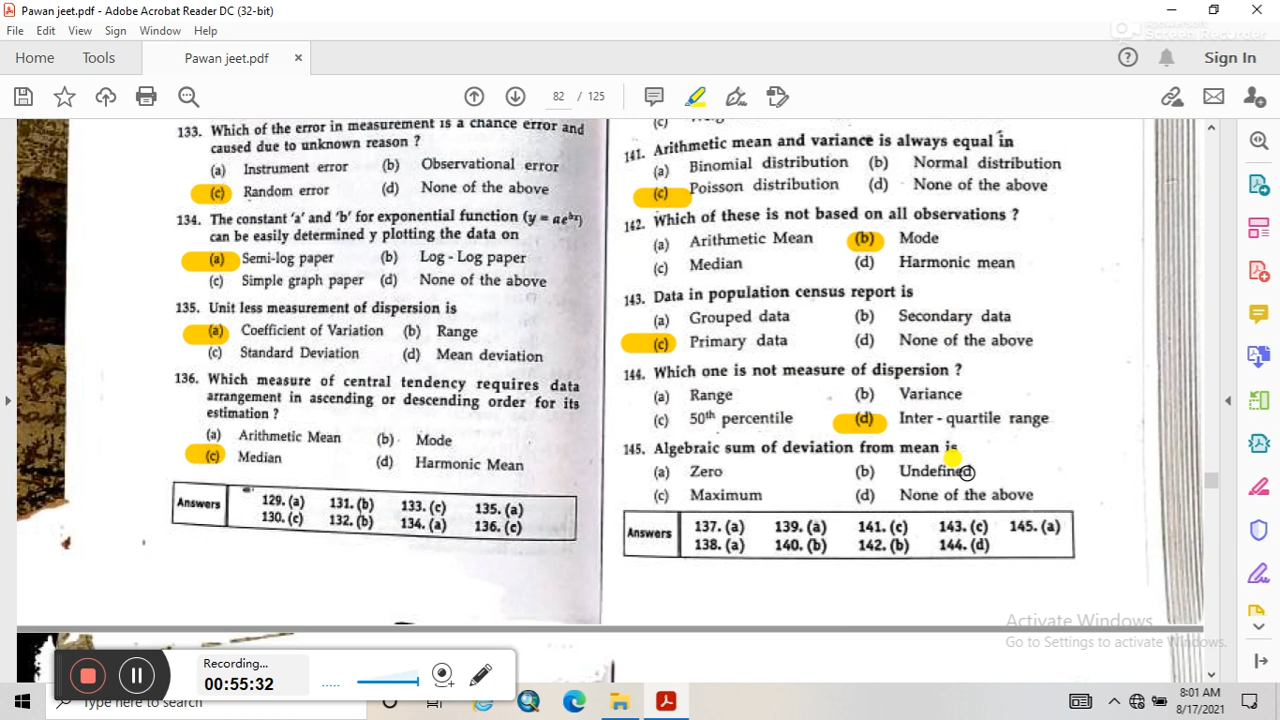 Pawan jeet.pdf - Adobe Acrobat Reader DC (32-bit)
File Edit View Sign Window Help
Screen Recorder
Home Tools Pawan jeet.pdf × Sign In
82 / 125
133. Which of the error in measurement is a chance error and
caused due to unknown reason ?
(a) Instrument error (b) Observational error
(c) Random error (d) None of the above
134. The constant 'a' and 'b' for exponential function (y = ae^{bx})
can be easily determined y plotting the data on
(a) Semi-log paper (b) Log - Log paper
(c) Simple graph paper (d) None of the above
135. Unit less measurement of dispersion is
(a) Coefficient of Variation (b) Range
(c) Standard Deviation (d) Mean deviation
136. Which measure of central tendency requires data
arrangement in ascending or descending order for its
estimation ?
(a) Arithmetic Mean (b) Mode
(c) Median (d) Harmonic Mean
Answers
129. (a) 131. (b) 133. (c) 135. (a)
130. (c) 132. (b) 134. (a) 136. (c)
(c)
141. Arithmetic mean and variance is always equal in
(a) Binomial distribution (b) Normal distribution
(c) Poisson distribution (d) None of the above
142. Which of these is not based on all observations ?
(a) Arithmetic Mean (b) Mode
(c) Median (d) Harmonic mean
143. Data in population census report is
(a) Grouped data (b) Secondary data
(c) Primary data (d) None of the above
144. Which one is not measure of dispersion ?
(a) Range (b) Variance
(c) 50th percentile (d) Inter - quartile range
145. Algebraic sum of deviation from mean is
(a) Zero (b) Undefined
(c) Maximum (d) None of the above
Answers
137. (a) 139. (a) 141. (c) 143. (c) 145. (a)
138. (a) 140. (b) 142. (b) 144. (d)
Activate Windows
Go to Settings to activate Windows.
Recording...
00:55:32
Type here to search
8:01 AM
8/17/2021